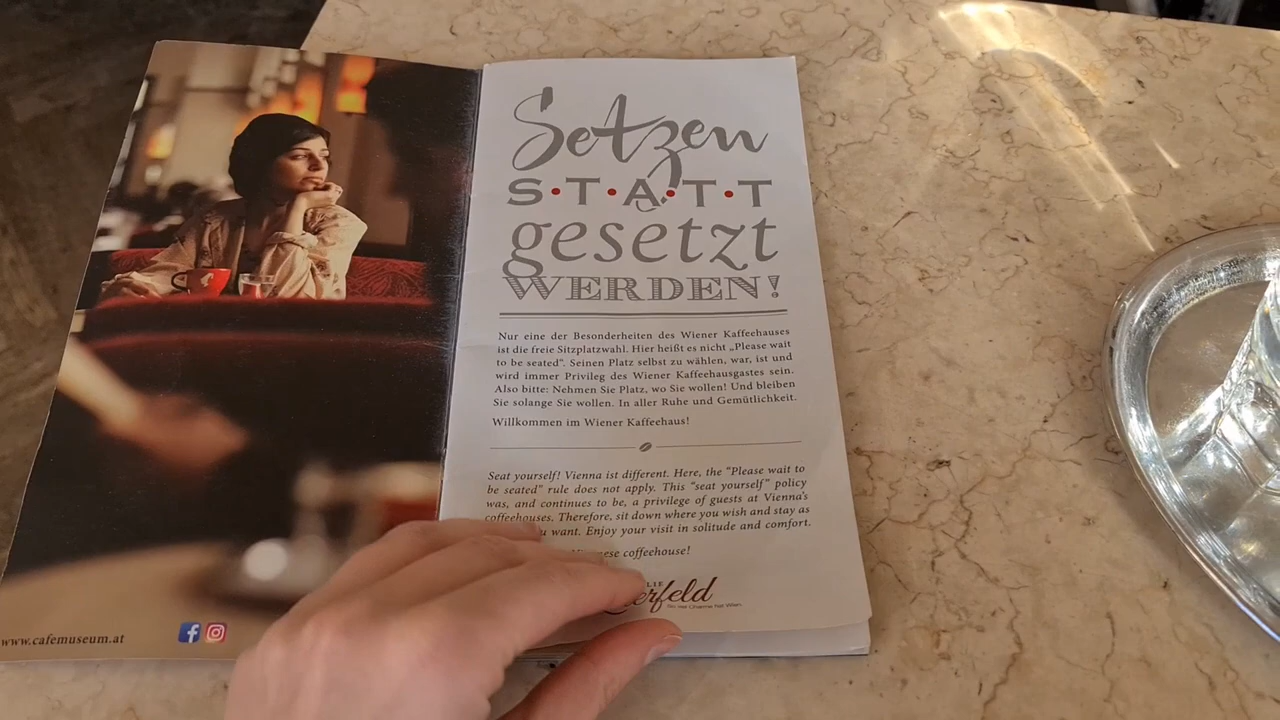 www.cafemuseum.at
Setzen
S·T·A·T·T
gesetzt
WERDEN!
Nur eine der Besonderheiten des Wiener Kaffeehauses
ist die freie Sitzplatzwahl. Hier heißt es nicht „Please wait
to be seated“. Seinen Platz selbst zu wählen, war, ist und
wird immer Privileg des Wiener Kaffeehausgastes sein.
Also bitte: Nehmen Sie Platz, wo Sie wollen! Und bleiben
Sie solange Sie wollen. In aller Ruhe und Gemütlichkeit.
Willkommen im Wiener Kaffeehaus!
Seat yourself! Vienna is different. Here, the “Please wait to
be seated” rule does not apply. This “seat yourself” policy
was, and continues to be, a privilege of guests at Vienna’s
coffeehouses. Therefore, sit down where you wish and stay as
want. Enjoy your visit in solitude and comfort.
coffeehouse!